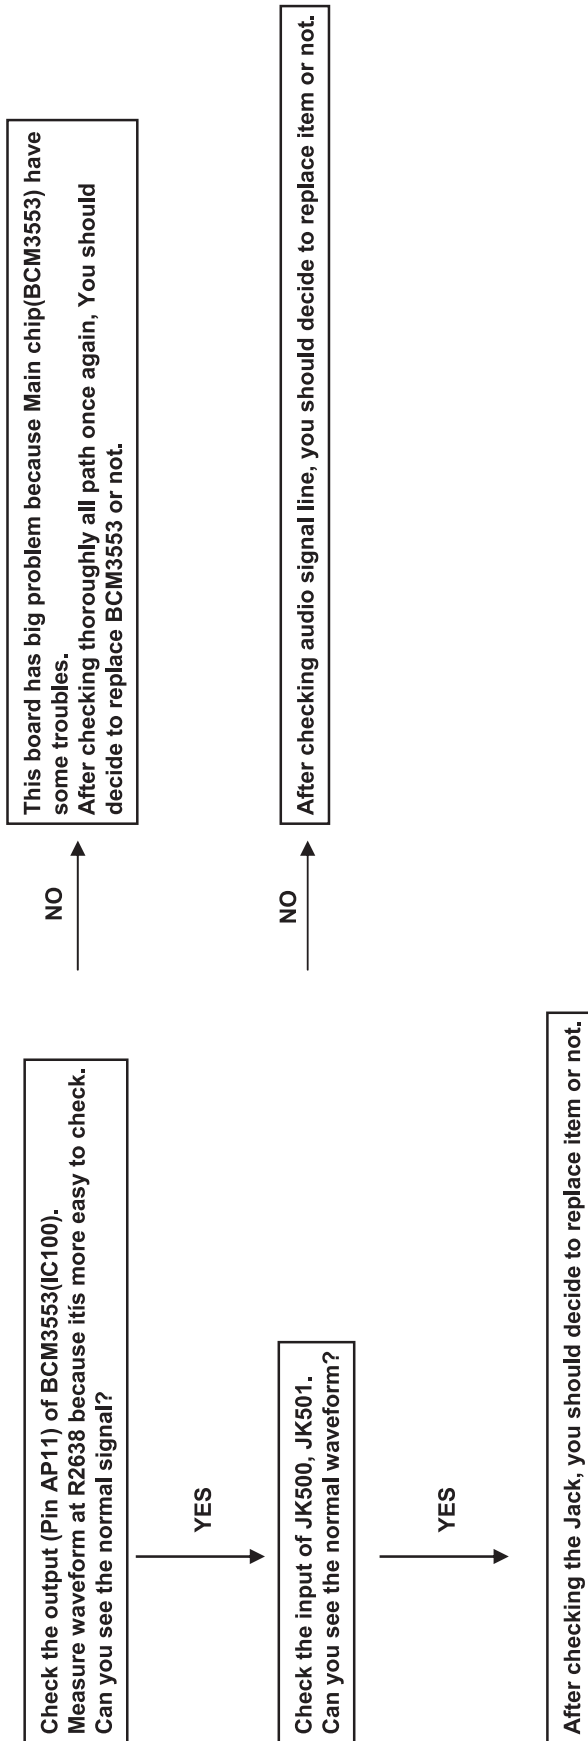 Check the output (Pin AP11) of BCM3553(IC100).
Measure waveform at R2638 because itís more easy to check.
Can you see the normal signal?
NO
This board has big problem because Main chip(BCM3553) have
some troubles.
After checking thoroughly all path once again, You should
decide to replace BCM3553 or not.
YES
Check the input of JK500, JK501.
Can you see the normal waveform?
NO
After checking audio signal line, you should decide to replace item or not.
YES
After checking the Jack, you should decide to replace item or not.